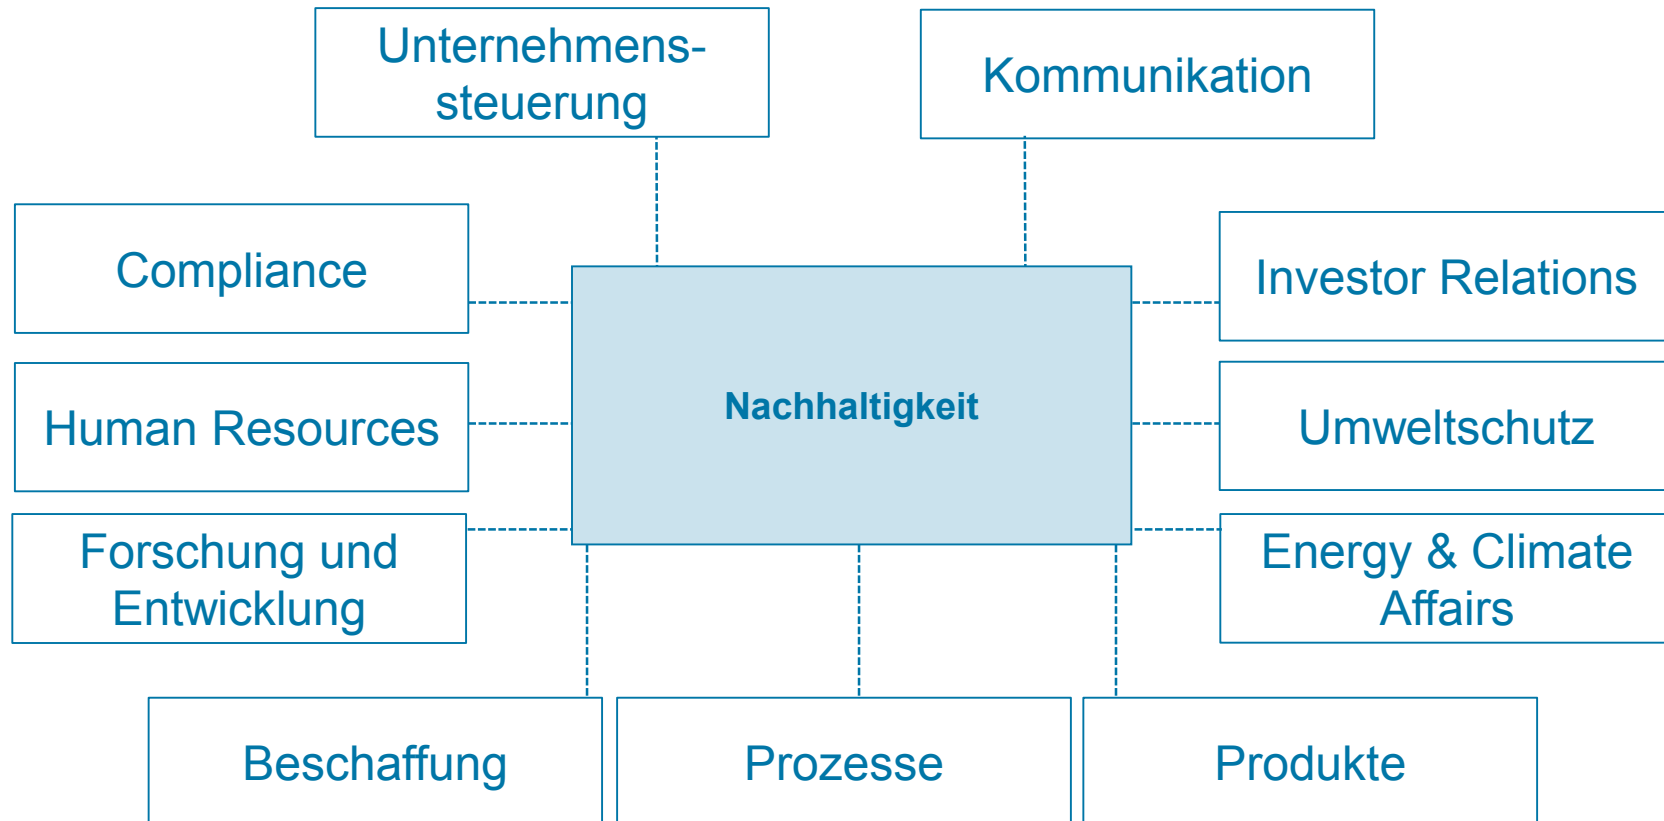 Unternehmens-
steuerung
Kommunikation
Compliance
Investor Relations
Nachhaltigkeit
Human Resources
Umweltschutz
Forschung und
Entwicklung
Energy & Climate
Affairs
Beschaffung
Prozesse
Produkte